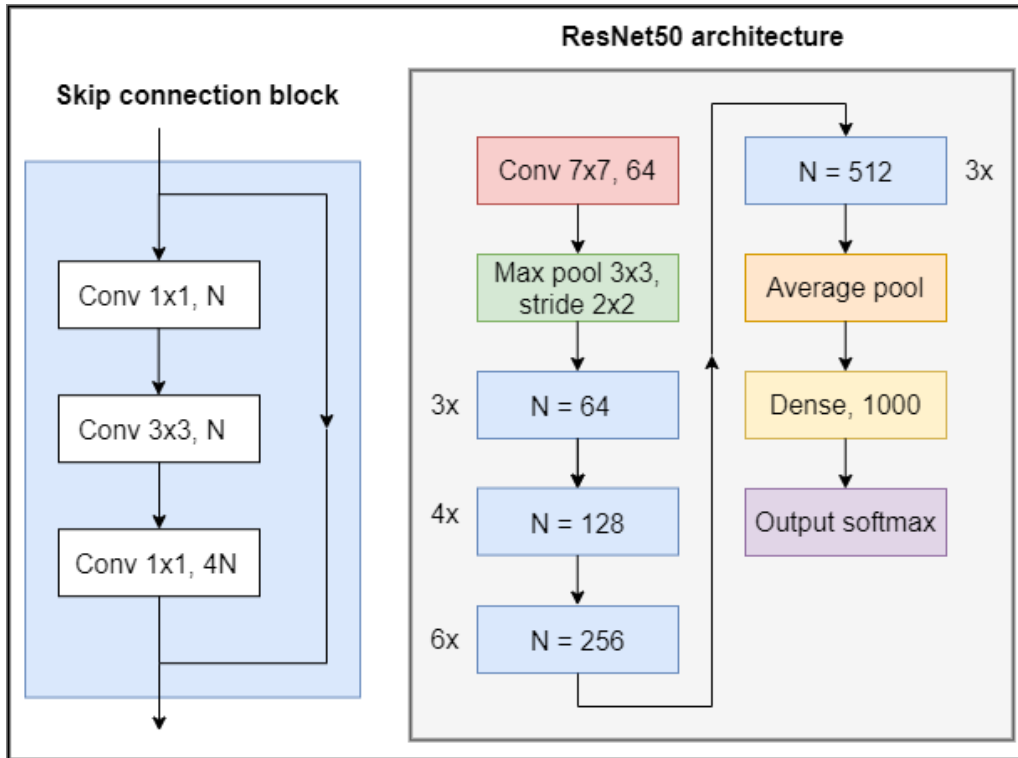 Skip connection block
Conv 1x1, N
Conv 3x3, N
Conv 1x1, 4N
ResNet50 architecture
Conv 7x7, 64
Max pool 3x3,
stride 2x2
3x
N = 64
4x
N = 128
6x
N = 256
N = 512
3x
Average pool
Dense, 1000
Output softmax